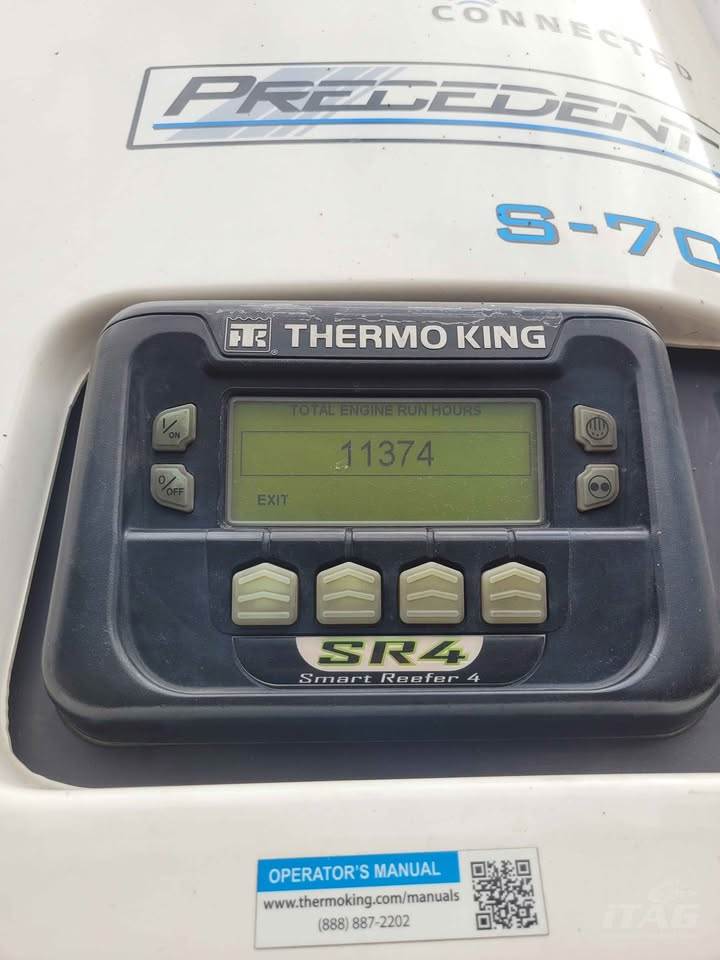 CONNECTED
PRECEDENT
S-70
TK THERMO KING
TOTAL ENGINE RUN HOURS
I/ON
11374
O/OFF
EXIT
SR4
Smart Reefer 4
OPERATOR'S MANUAL
www.thermoking.com/manuals
(888) 887-2202
ITAG